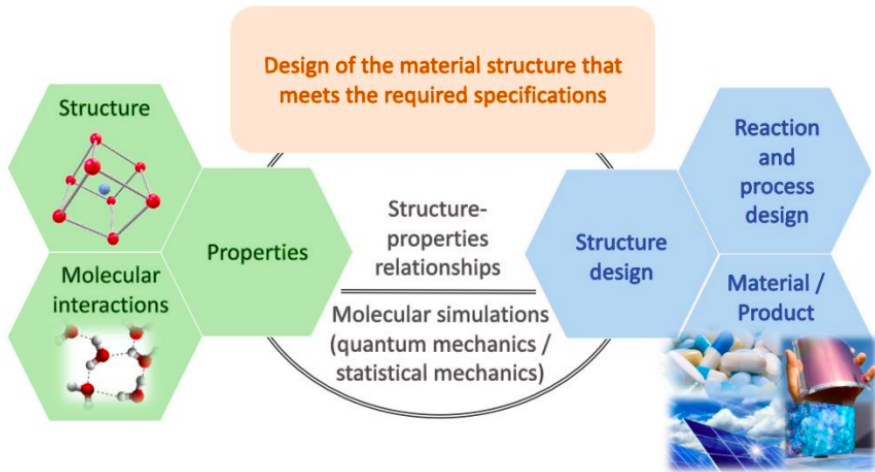 Design of the material structure that
meets the required specifications
Structure
Molecular
interactions
Properties
Structure-
properties
relationships
Molecular simulations
(quantum mechanics /
statistical mechanics)
Structure
design
Reaction
and
process
design
Material /
Product